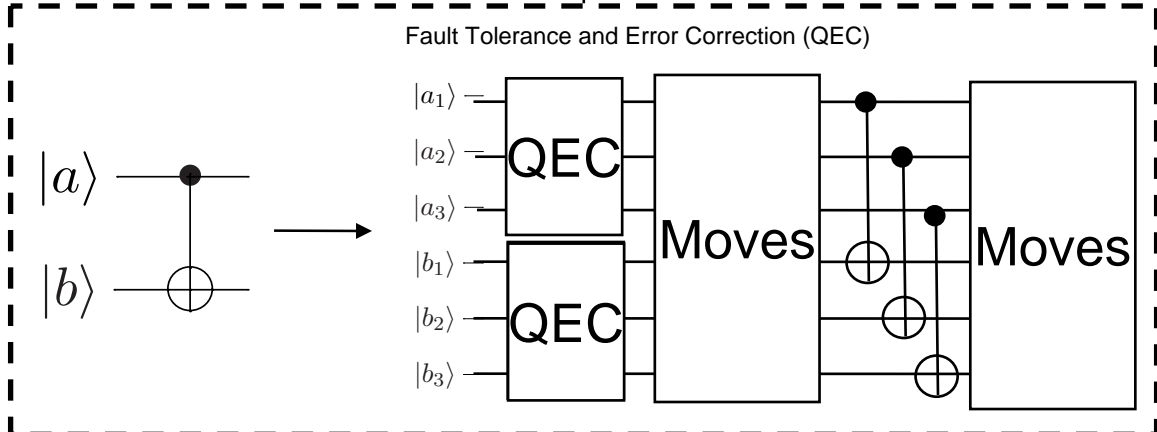 Fault Tolerance and Error Correction (QEC)
|a⟩
|b⟩
|a₁⟩
|a₂⟩
|a₃⟩
|b₁⟩
|b₂⟩
|b₃⟩
QEC
QEC
Moves
Moves